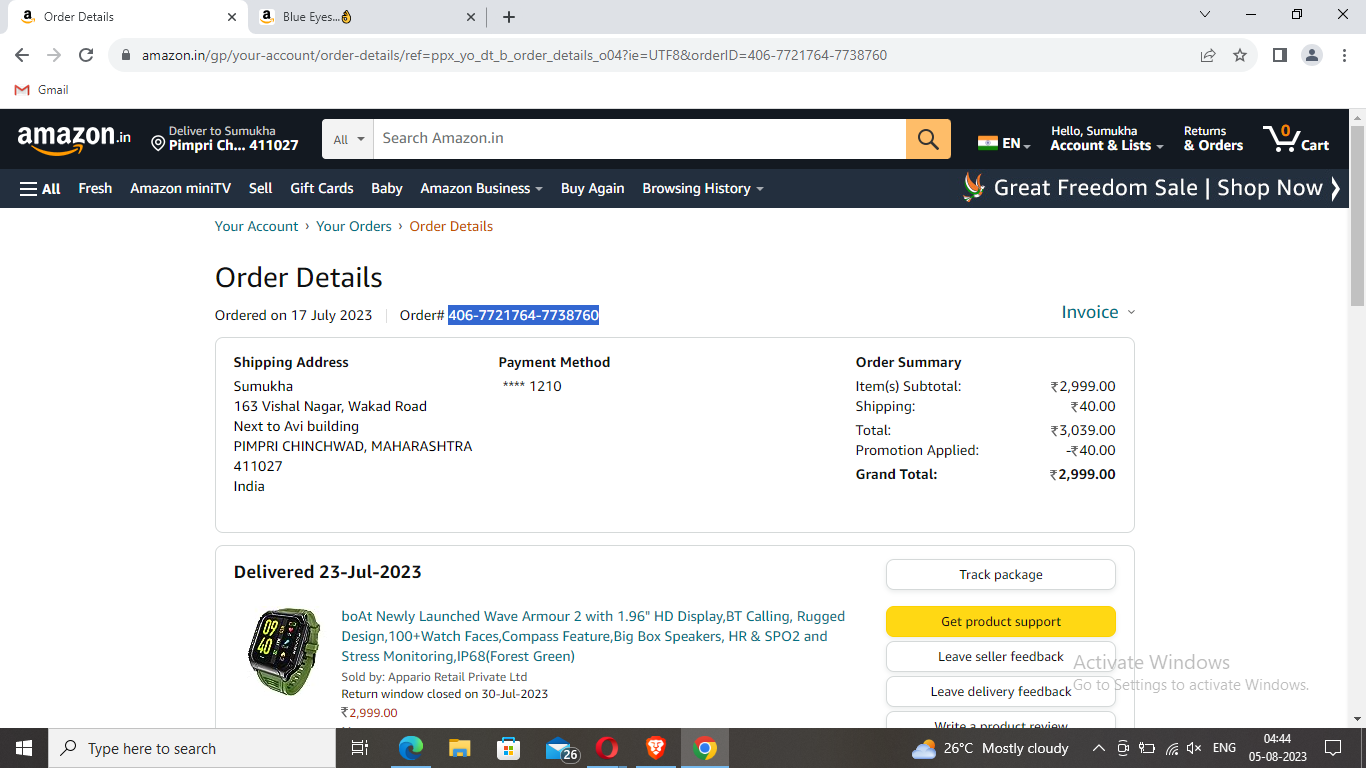 Order Details
Blue Eyes...👌
amazon.in/gp/your-account/order-details/ref=ppx_yo_dt_b_order_details_o04?ie=UTF8&orderID=406-7721764-7738760
Gmail
amazon.in
Deliver to Sumukha
Pimpri Ch... 411027
All
Search Amazon.in
EN
Hello, Sumukha
Account & Lists
Returns
& Orders
0
Cart
All
Fresh
Amazon miniTV
Sell
Gift Cards
Baby
Amazon Business
Buy Again
Browsing History
Great Freedom Sale | Shop Now
Your Account › Your Orders › Order Details
Order Details
Ordered on 17 July 2023 Order# 406-7721764-7738760
Invoice
Shipping Address
Sumukha
163 Vishal Nagar, Wakad Road
Next to Avi building
PIMPRI CHINCHWAD, MAHARASHTRA
411027
India
Payment Method
**** 1210
Order Summary
Item(s) Subtotal: ₹2,999.00
Shipping: ₹40.00
Total: ₹3,039.00
Promotion Applied: -₹40.00
Grand Total: ₹2,999.00
Delivered 23-Jul-2023
09
40
boAt Newly Launched Wave Armour 2 with 1.96" HD Display,BT Calling, Rugged
Design,100+Watch Faces,Compass Feature,Big Box Speakers, HR & SPO2 and
Stress Monitoring,IP68(Forest Green)
Sold by: Appario Retail Private Ltd
Return window closed on 30-Jul-2023
₹2,999.00
Track package
Get product support
Leave seller feedback
Leave delivery feedback
Write a product review
Activate Windows
Go to Settings to activate Windows.
Type here to search
26
26°C Mostly cloudy
ENG
04:44
05-08-2023